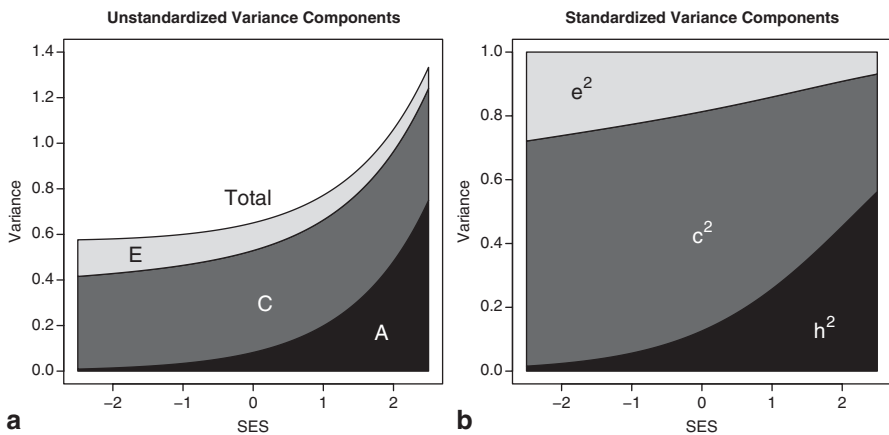 Unstandardized Variance Components
1.4
1.2
1.0
0.8
0.6
0.4
0.2
0.0
Variance
Total
E
C
A
−2
−1
0
1
2
SES
a
Standardized Variance Components
1.0
0.8
0.6
0.4
0.2
0.0
Variance
e²
c²
h²
−2
−1
0
1
2
SES
b